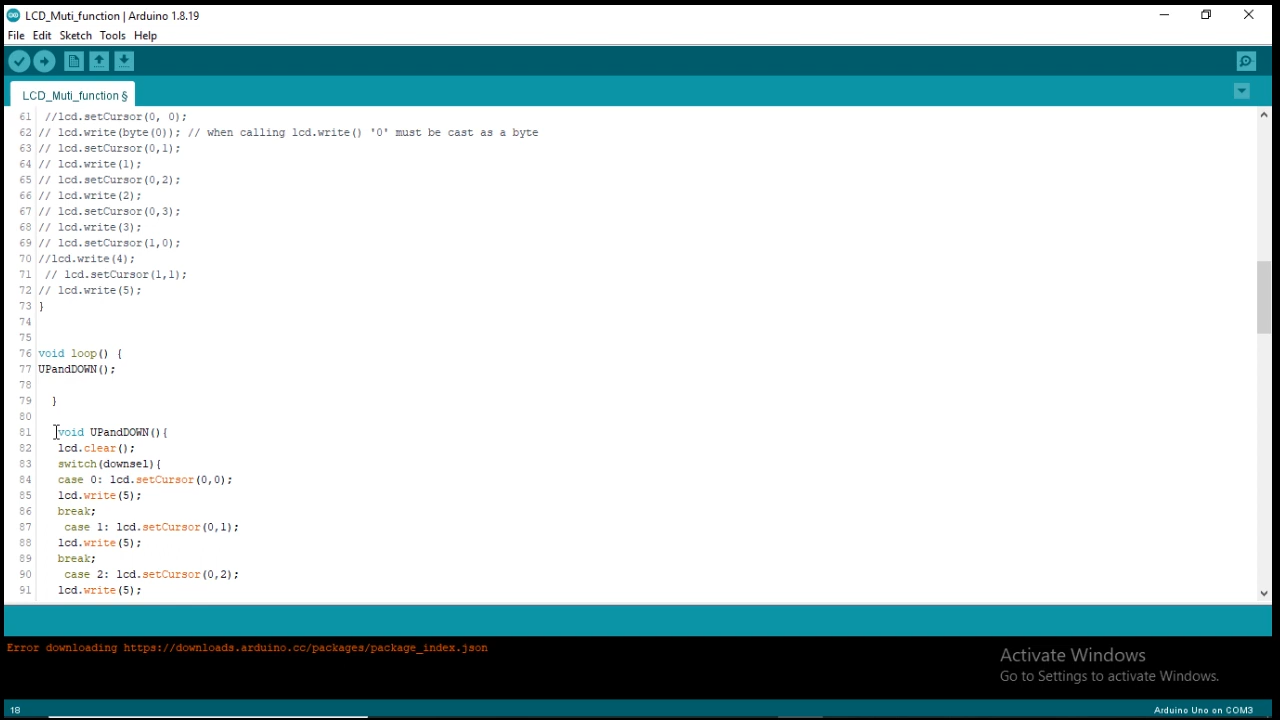 LCD_Muti_function | Arduino 1.8.19
File Edit Sketch Tools Help
LCD_Muti_function §
61 //lcd.setCursor(0, 0);
62 // lcd.write(byte(0)); // when calling lcd.write() '0' must be cast as a byte
63 // lcd.setCursor(0,1);
64 // lcd.write(1);
65 // lcd.setCursor(0,2);
66 // lcd.write(2);
67 // lcd.setCursor(0,3);
68 // lcd.write(3);
69 // lcd.setCursor(1,0);
70 //lcd.write(4);
71 // lcd.setCursor(1,1);
72 // lcd.write(5);
73 }
74
75
76 void loop() {
77 UPandDOWN();
78
79 }
80
81 void UPandDOWN(){
82 lcd.clear();
83 switch(downsel){
84 case 0: lcd.setCursor(0,0);
85 lcd.write(5);
86 break;
87 case 1: lcd.setCursor(0,1);
88 lcd.write(5);
89 break;
90 case 2: lcd.setCursor(0,2);
91 lcd.write(5);
Error downloading https://downloads.arduino.cc/packages/package_index.json
Activate Windows
Go to Settings to activate Windows.
18 Arduino Uno on COM3